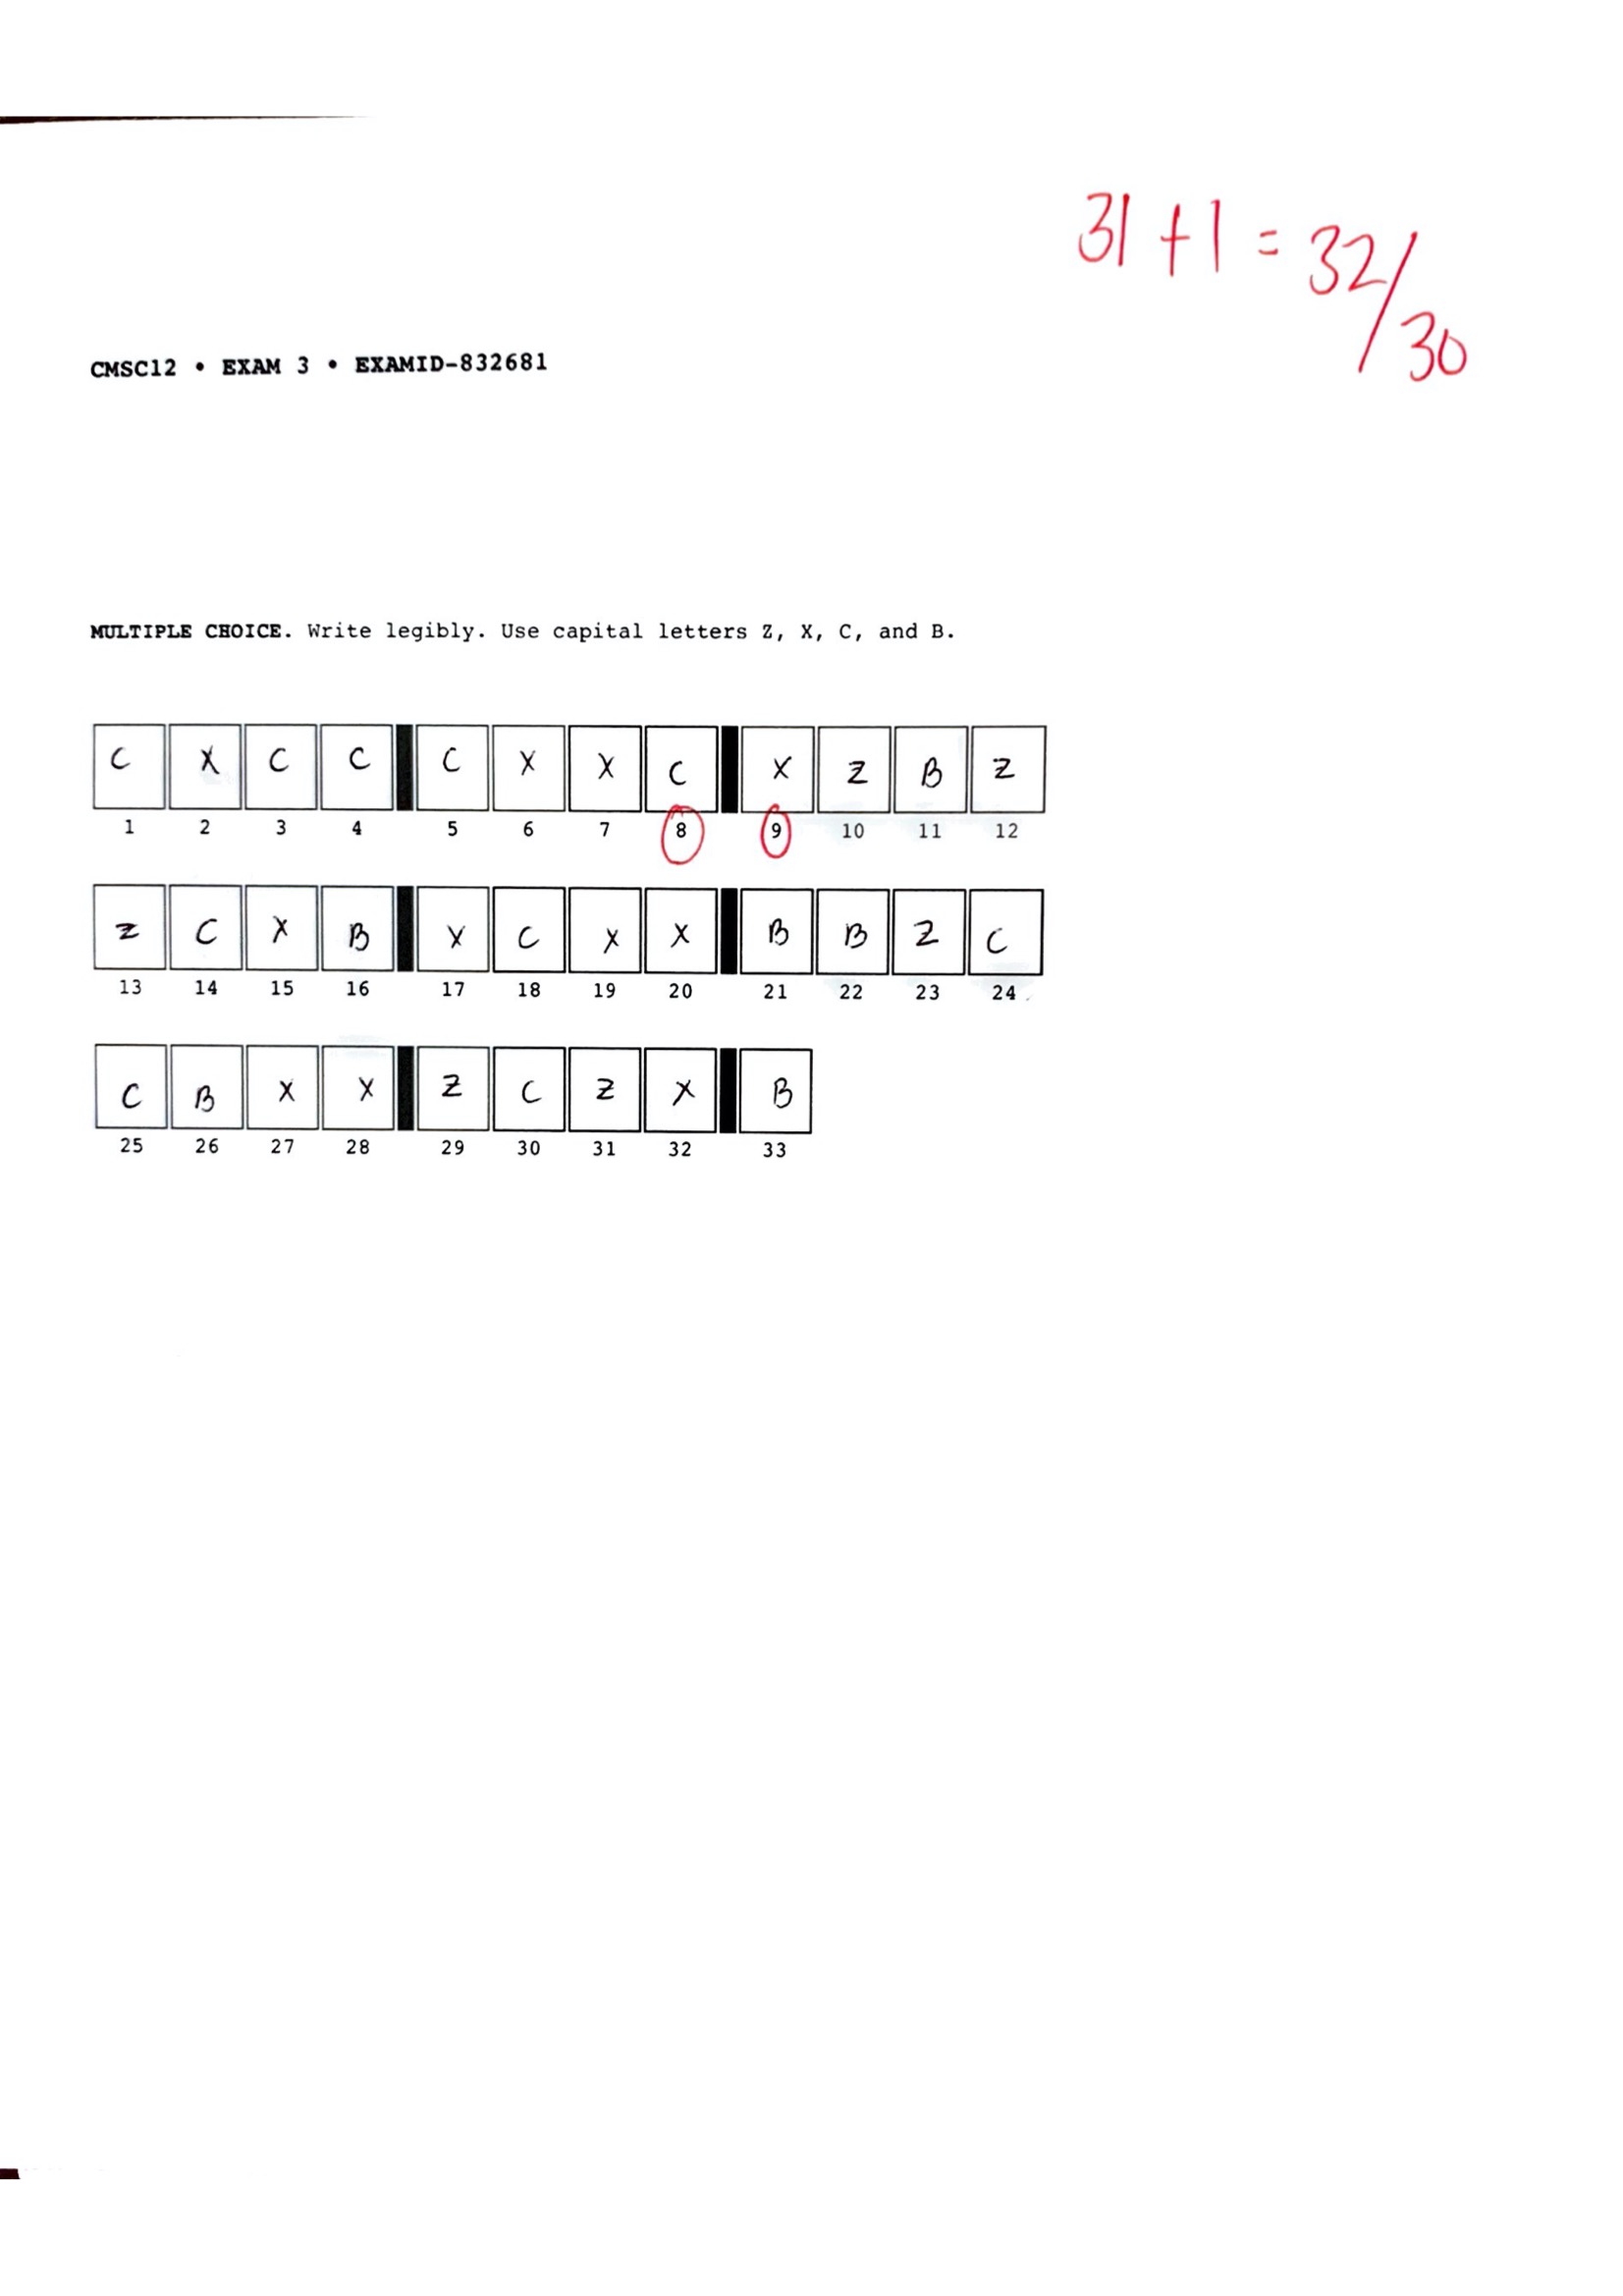 31 + 1 = 32/30
CMSC12 • EXAM 3 • EXAMID-832681
MULTIPLE CHOICE. Write legibly. Use capital letters Z, X, C, and B.
C X C C C X X C X Z B Z
1 2 3 4 5 6 7 8 9 10 11 12
Z C X B X C X X B B Z C
13 14 15 16 17 18 19 20 21 22 23 24
C B X X Z C Z X B
25 26 27 28 29 30 31 32 33